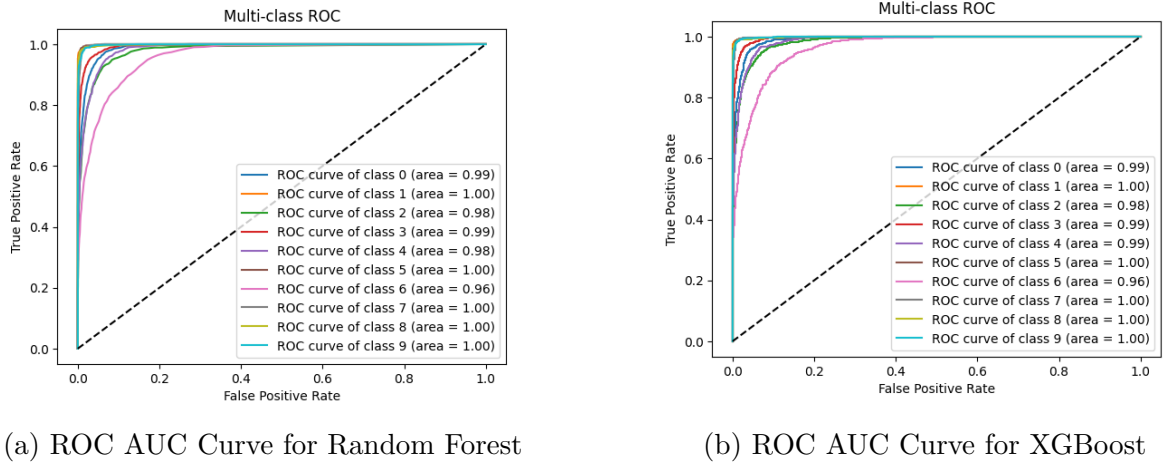 Multi-class ROC
1.0
0.8
0.6
0.4
0.2
0.0
True Positive Rate
ROC curve of class 0 (area = 0.99)
ROC curve of class 1 (area = 1.00)
ROC curve of class 2 (area = 0.98)
ROC curve of class 3 (area = 0.99)
ROC curve of class 4 (area = 0.98)
ROC curve of class 5 (area = 1.00)
ROC curve of class 6 (area = 0.96)
ROC curve of class 7 (area = 1.00)
ROC curve of class 8 (area = 1.00)
ROC curve of class 9 (area = 1.00)
0.0 0.2 0.4 0.6 0.8 1.0
False Positive Rate
(a) ROC AUC Curve for Random Forest
Multi-class ROC
1.0
0.8
0.6
0.4
0.2
0.0
True Positive Rate
ROC curve of class 0 (area = 0.99)
ROC curve of class 1 (area = 1.00)
ROC curve of class 2 (area = 0.98)
ROC curve of class 3 (area = 0.99)
ROC curve of class 4 (area = 0.99)
ROC curve of class 5 (area = 1.00)
ROC curve of class 6 (area = 0.96)
ROC curve of class 7 (area = 1.00)
ROC curve of class 8 (area = 1.00)
ROC curve of class 9 (area = 1.00)
0.0 0.2 0.4 0.6 0.8 1.0
False Positive Rate
(b) ROC AUC Curve for XGBoost